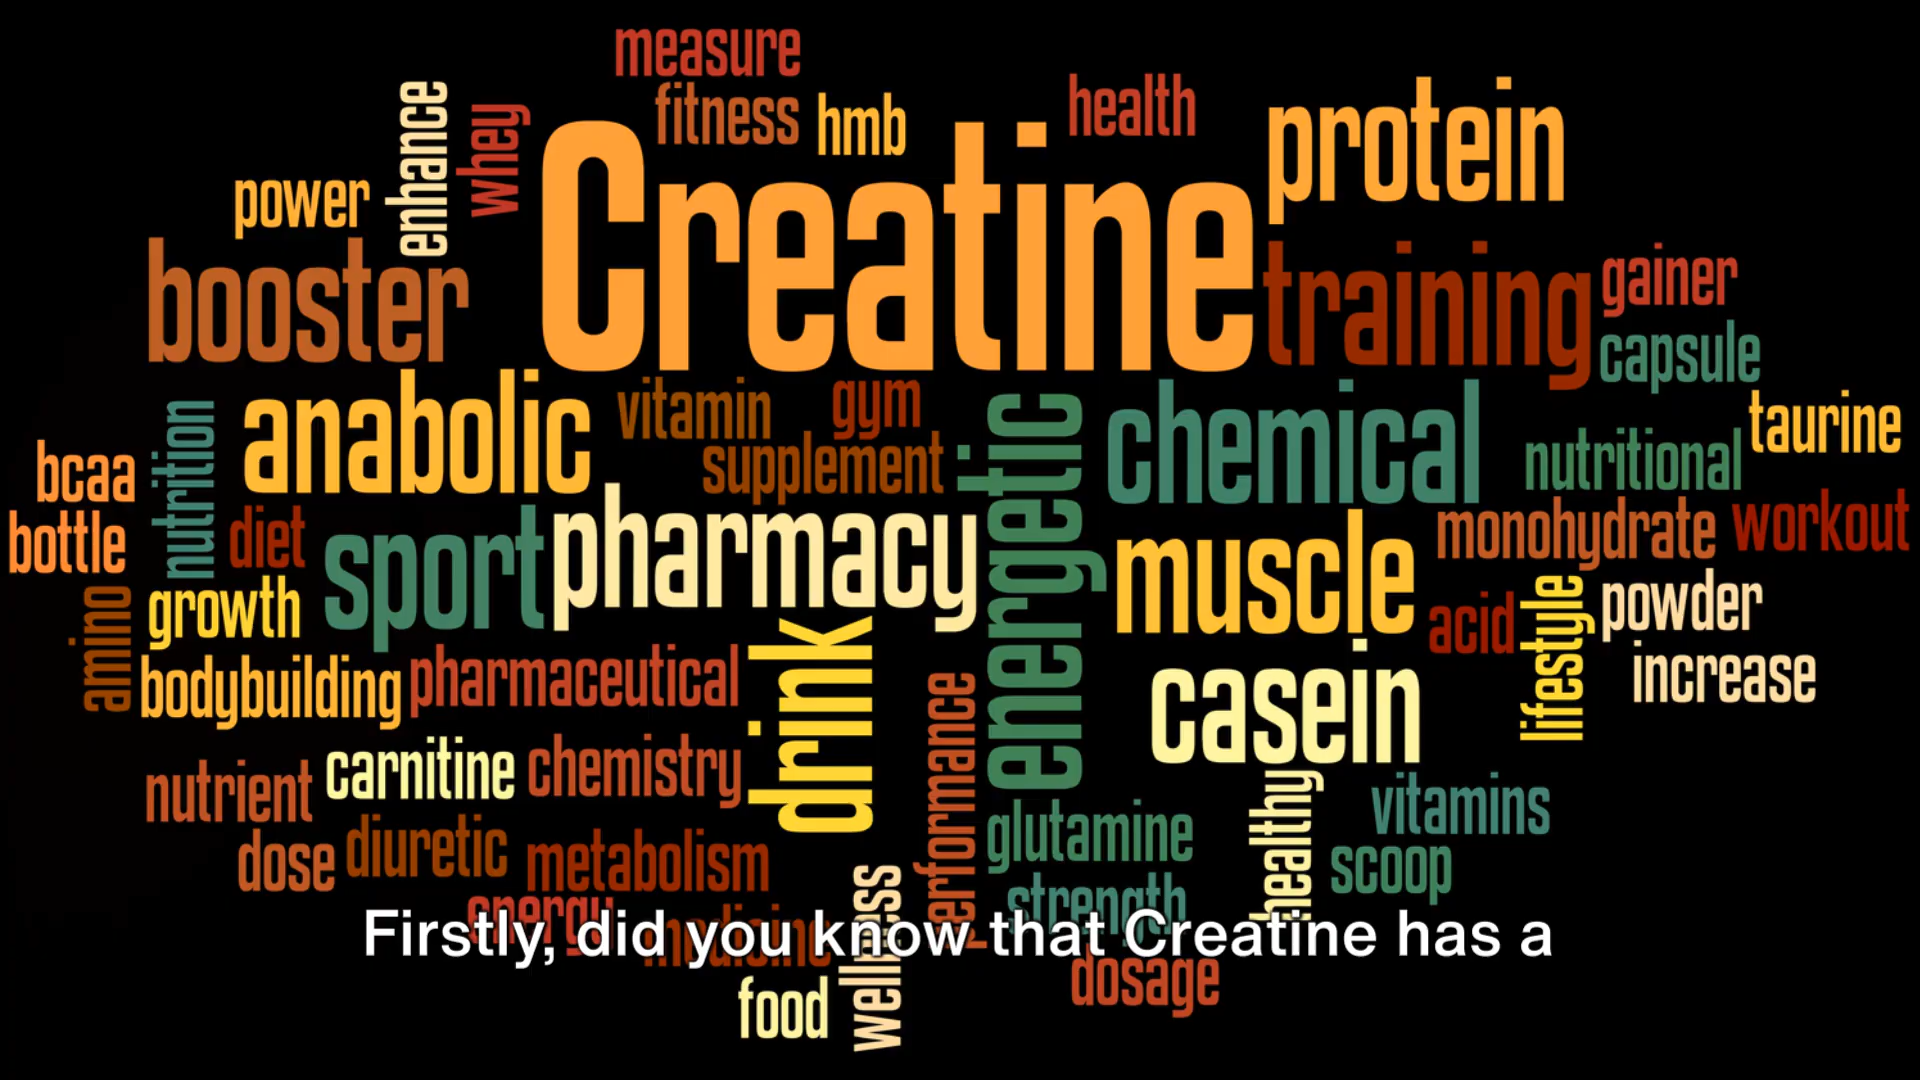 measure
fitness
hmb
health
protein
enhance
whey
power
Creatine
booster
training
gainer
capsule
anabolic
vitamin
gym
supplement
energetic
chemical
taurine
nutritional
bcaa
nutrition
bottle
diet
sport
pharmacy
muscle
monohydrate
workout
amino
growth
acid
lifestyle
powder
increase
bodybuilding
pharmaceutical
drink
casein
performance
nutrient
carnitine
chemistry
glutamine
healthy
vitamins
dose
diuretic
metabolism
scoop
energy
medicine
wellness
strength
Firstly, did you know that Creatine has a
food
dosage